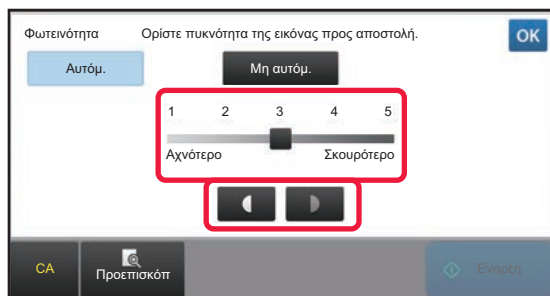 Φωτεινότητα Ορίστε πυκνότητα της εικόνας προς αποστολή. OK
Αυτόμ. Μη αυτόμ.
1 2 3 4 5
Αχνότερο Σκουρότερο
CA Προεπισκόπ Έναρξη